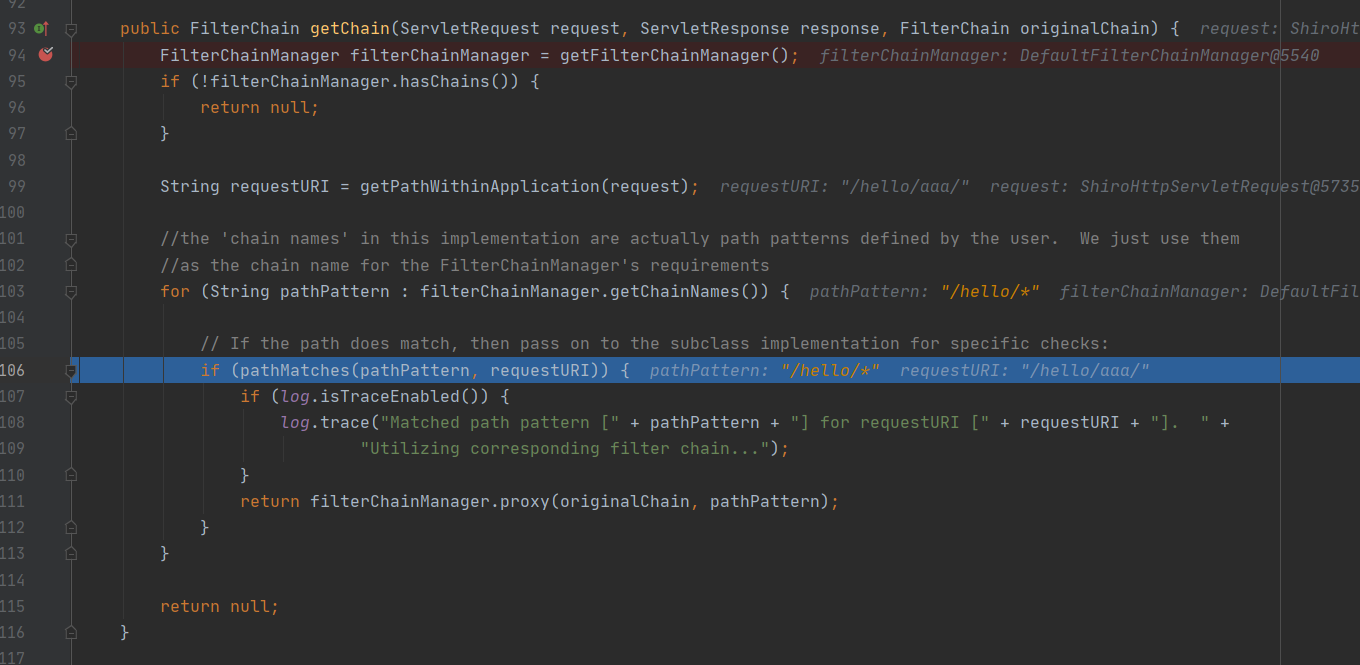 92
93 public FilterChain getChain(ServletRequest request, ServletResponse response, FilterChain originalChain) { request: ShiroHt
94 FilterChainManager filterChainManager = getFilterChainManager(); filterChainManager: DefaultFilterChainManager@5540
95 if (!filterChainManager.hasChains()) {
96 return null;
97 }
98
99 String requestURI = getPathWithinApplication(request); requestURI: "/hello/aaa/" request: ShiroHttpServletRequest@5735
100
101 //the 'chain names' in this implementation are actually path patterns defined by the user.  We just use them
102 //as the chain name for the FilterChainManager's requirements
103 for (String pathPattern : filterChainManager.getChainNames()) { pathPattern: "/hello/*" filterChainManager: DefaultFil
104
105 // If the path does match, then pass on to the subclass implementation for specific checks:
106 if (pathMatches(pathPattern, requestURI)) { pathPattern: "/hello/*" requestURI: "/hello/aaa/"
107 if (log.isTraceEnabled()) {
108 log.trace("Matched path pattern [" + pathPattern + "] for requestURI [" + requestURI + "].  " +
109 "Utilizing corresponding filter chain...");
110 }
111 return filterChainManager.proxy(originalChain, pathPattern);
112 }
113 }
114
115 return null;
116 }
117